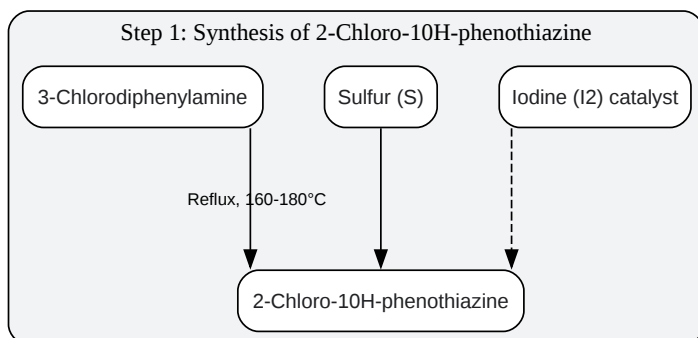 Step 1: Synthesis of 2-Chloro-10H-phenothiazine
3-Chlorodiphenylamine
Sulfur (S)
Iodine (I2) catalyst
Reflux, 160-180°C
2-Chloro-10H-phenothiazine